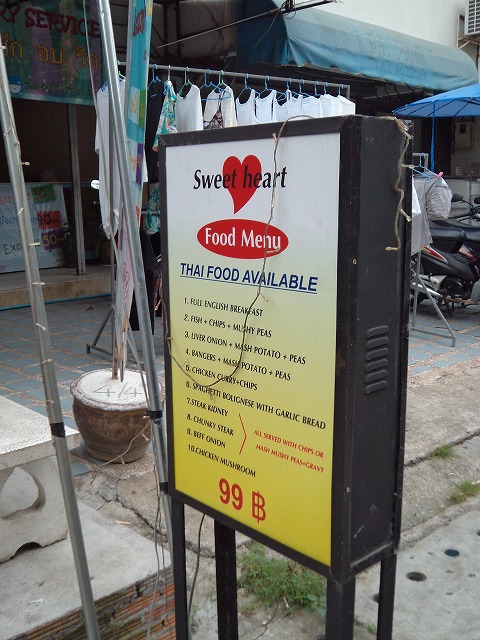 Y SERVICE
Sweet heart
Food Menu
THAI FOOD AVAILABLE
1. FULL ENGLISH BREAKFAST
2. FISH + CHIPS + MUSHY PEAS
3. LIVER ONION + MASH POTATO + PEAS
4. BANGERS + MASH POTATO + PEAS
5. CHICKEN CURRY+CHIPS
6. SPAGHETTI BOLIGNESE WITH GARLIC BREAD
7.STEAK KIDNEY
8. CHUNKY STEAK
9. BEFF ONION
10.CHICKEN MUSHROOM
ALL SERVED WITH CHIPS OR
MASH MUSHY PEAS+GRAVY
99 ฿